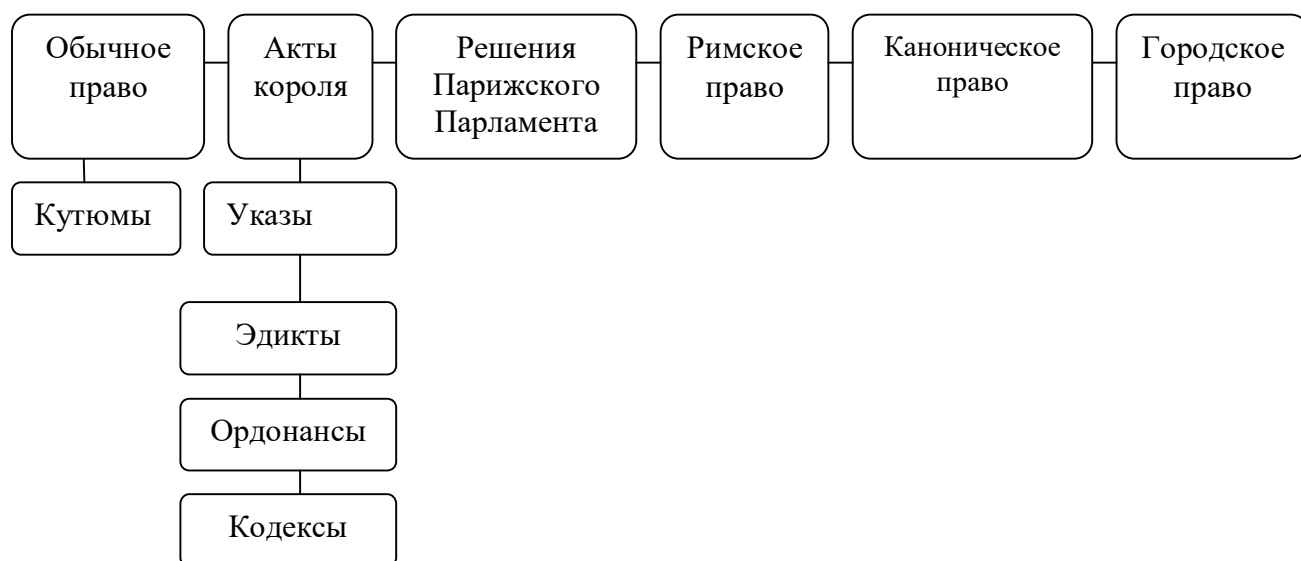 Обычное
право
Акты
короля
Решения
Парижского
Парламента
Римское
право
Каноническое
право
Городское
право
Кутюмы
Указы
Эдикты
Ордонансы
Кодексы